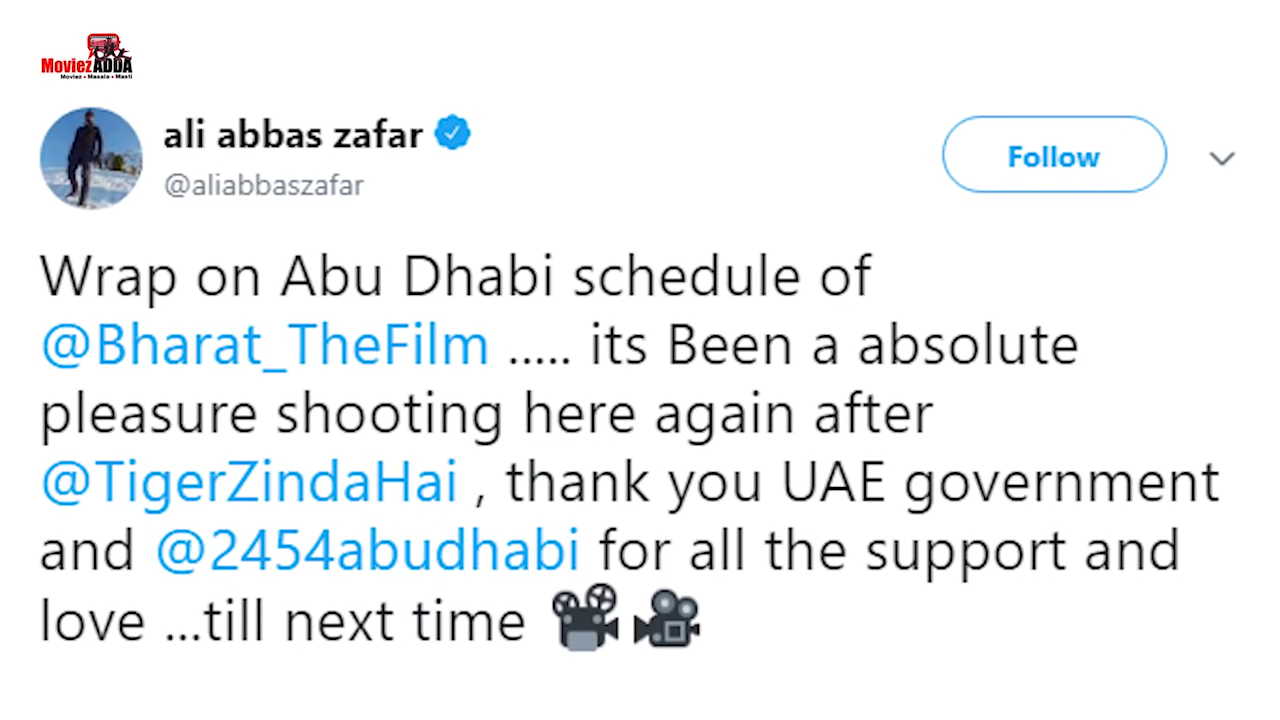 MoviezADDA
Moviez • Masala • Masti
ali abbas zafar
@aliabbaszafar
Follow
Wrap on Abu Dhabi schedule of
@Bharat_TheFilm ..... its Been a absolute
pleasure shooting here again after
@TigerZindaHai , thank you UAE government
and @2454abudhabi for all the support and
love ...till next time